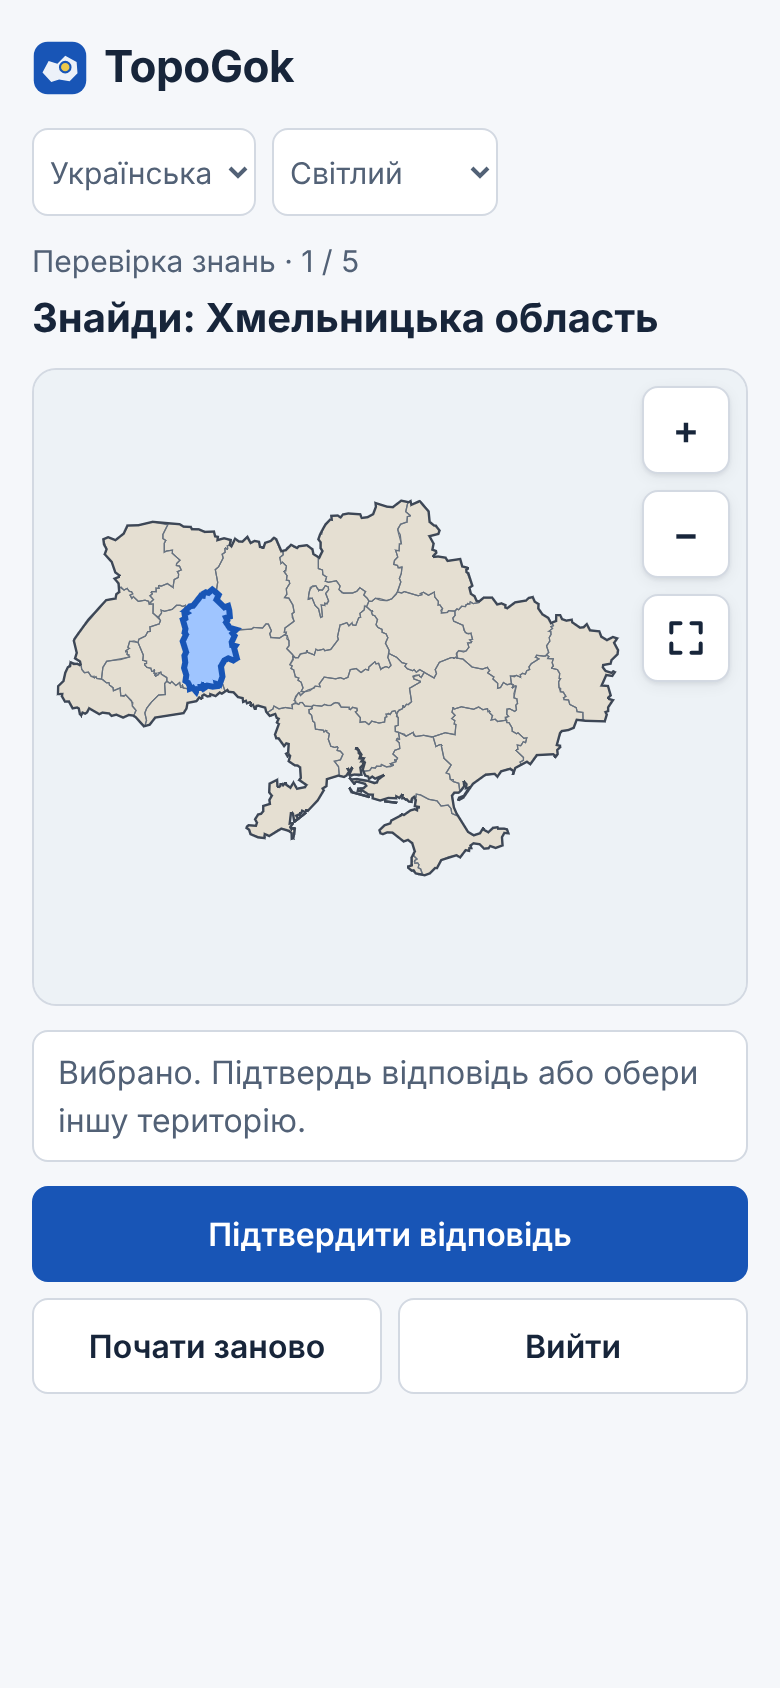 TopoGok
Українська
Світлий
Перевірка знань · 1 / 5
Знайди: Хмельницька область
+
−
Вибрано. Підтвердь відповідь або обери
іншу територію.
Підтвердити відповідь
Почати заново
Вийти